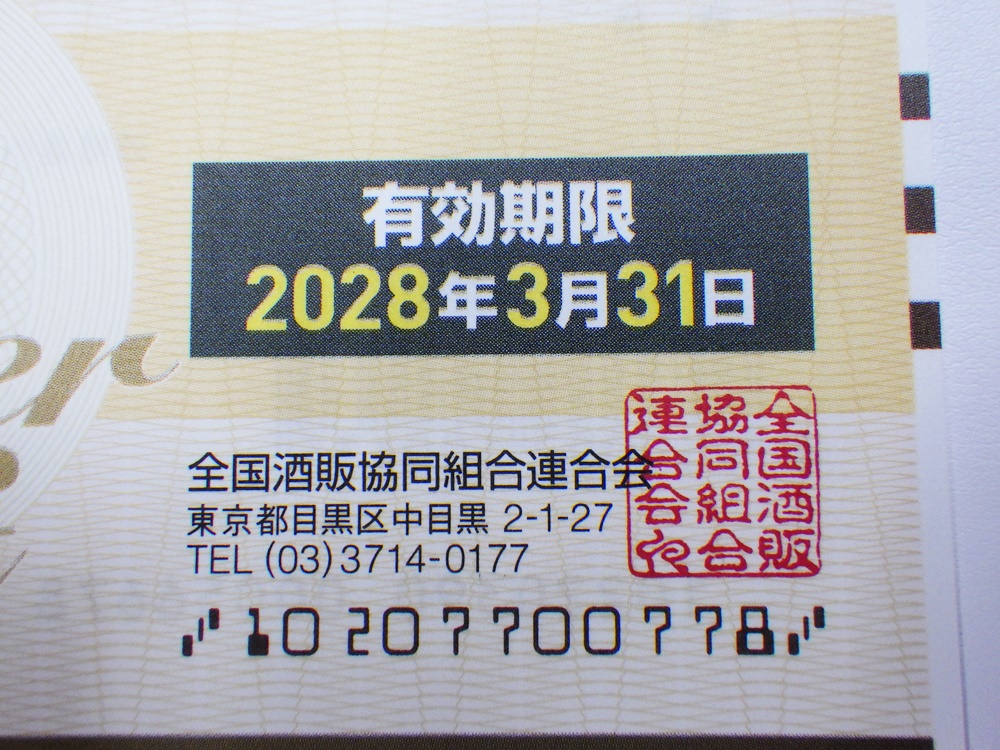 有効期限
2028年3月31日
全国酒販協同組合連合会
東京都目黒区中目黒 2-1-27
TEL (03)3714-0177
10207700778
全国酒販
協同組合
連合会